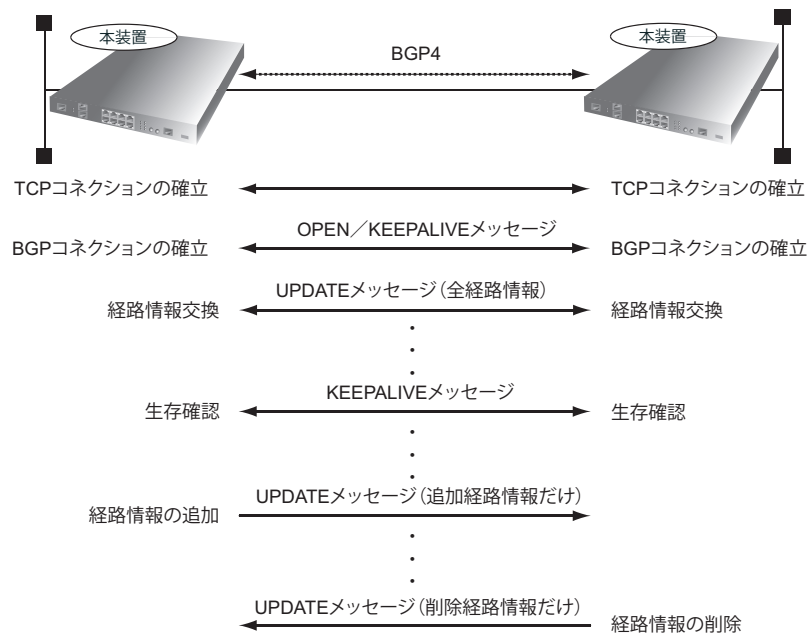 本装置
本装置
BGP4
TCPコネクションの確立
TCPコネクションの確立
OPEN/KEEPALIVEメッセージ
BGPコネクションの確立
BGPコネクションの確立
UPDATEメッセージ(全経路情報)
経路情報交換
経路情報交換
KEEPALIVEメッセージ
生存確認
生存確認
UPDATEメッセージ(追加経路情報だけ)
経路情報の追加
UPDATEメッセージ(削除経路情報だけ)
経路情報の削除